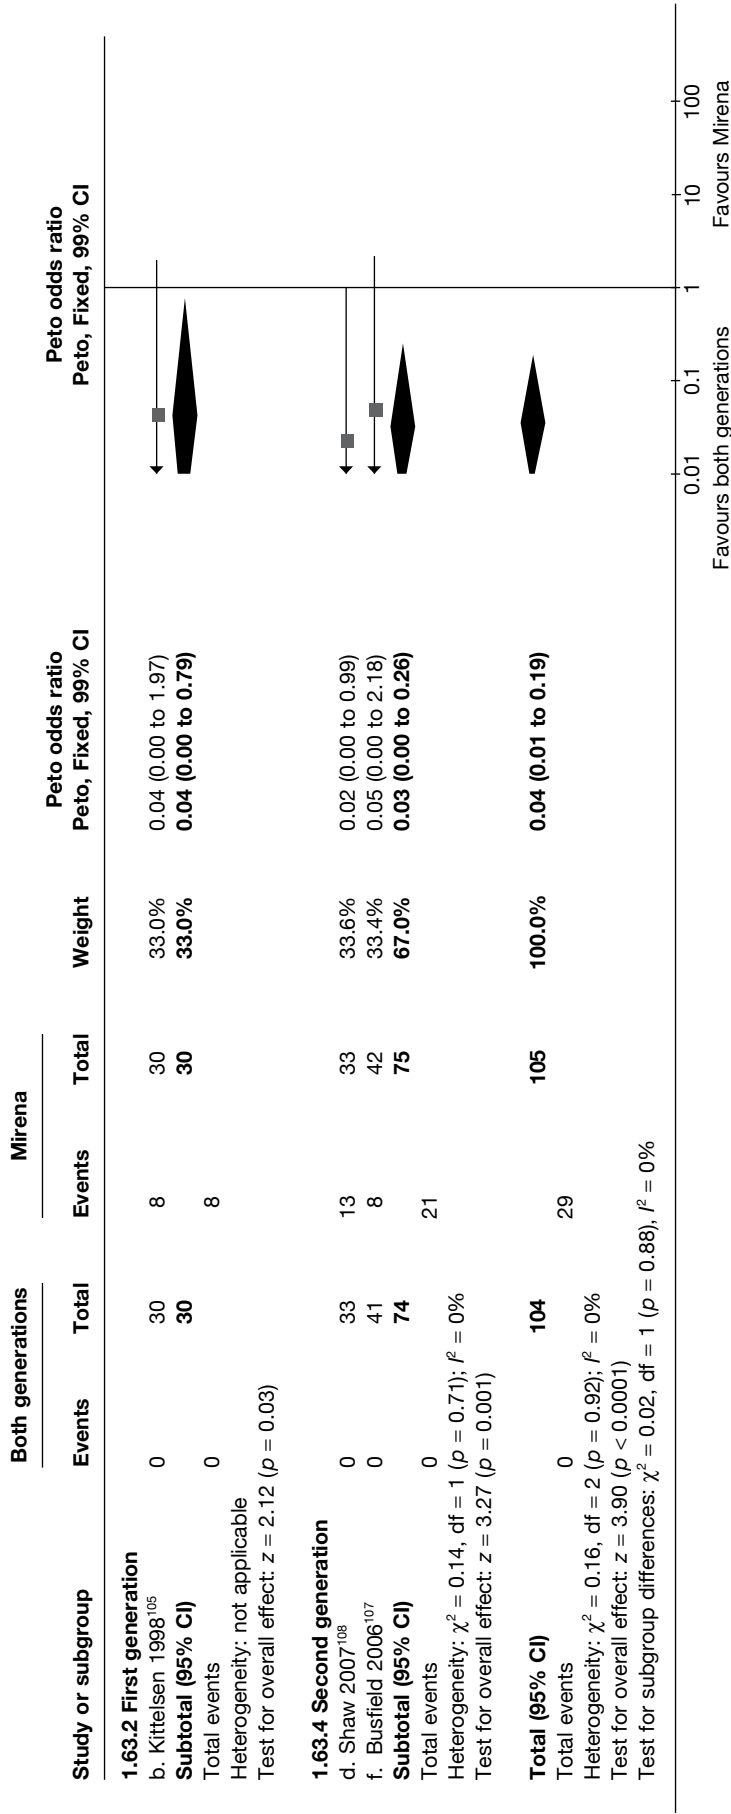 Both generations Mirena Peto odds ratio Peto odds ratio
Study or subgroup Events Total Events Total Weight Peto, Fixed, 99% CI Peto, Fixed, 99% CI
1.63.2 First generation
b. Kittelsen 1998¹⁰⁵ 0 30 8 30 33.0% 0.04 (0.00 to 1.97)
Subtotal (95% CI) 30 30 33.0% 0.04 (0.00 to 0.79)
Total events 0 8
Heterogeneity: not applicable
Test for overall effect: z = 2.12 (p = 0.03)
1.63.4 Second generation
d. Shaw 2007¹⁰⁸ 0 33 13 33 33.6% 0.02 (0.00 to 0.99)
f. Busfield 2006¹⁰⁷ 0 41 8 42 33.4% 0.05 (0.00 to 2.18)
Subtotal (95% CI) 74 75 67.0% 0.03 (0.00 to 0.26)
Total events 0 21
Heterogeneity: χ² = 0.14, df = 1 (p = 0.71); I² = 0%
Test for overall effect: z = 3.27 (p = 0.001)
Total (95% CI) 104 105 100.0% 0.04 (0.01 to 0.19)
Total events 0 29
Heterogeneity: χ² = 0.16, df = 2 (p = 0.92); I² = 0%
Test for overall effect: z = 3.90 (p < 0.0001)
Test for subgroup differences: χ² = 0.02, df = 1 (p = 0.88), I² = 0%
0.01 0.1 1 10 100
Favours both generations Favours Mirena